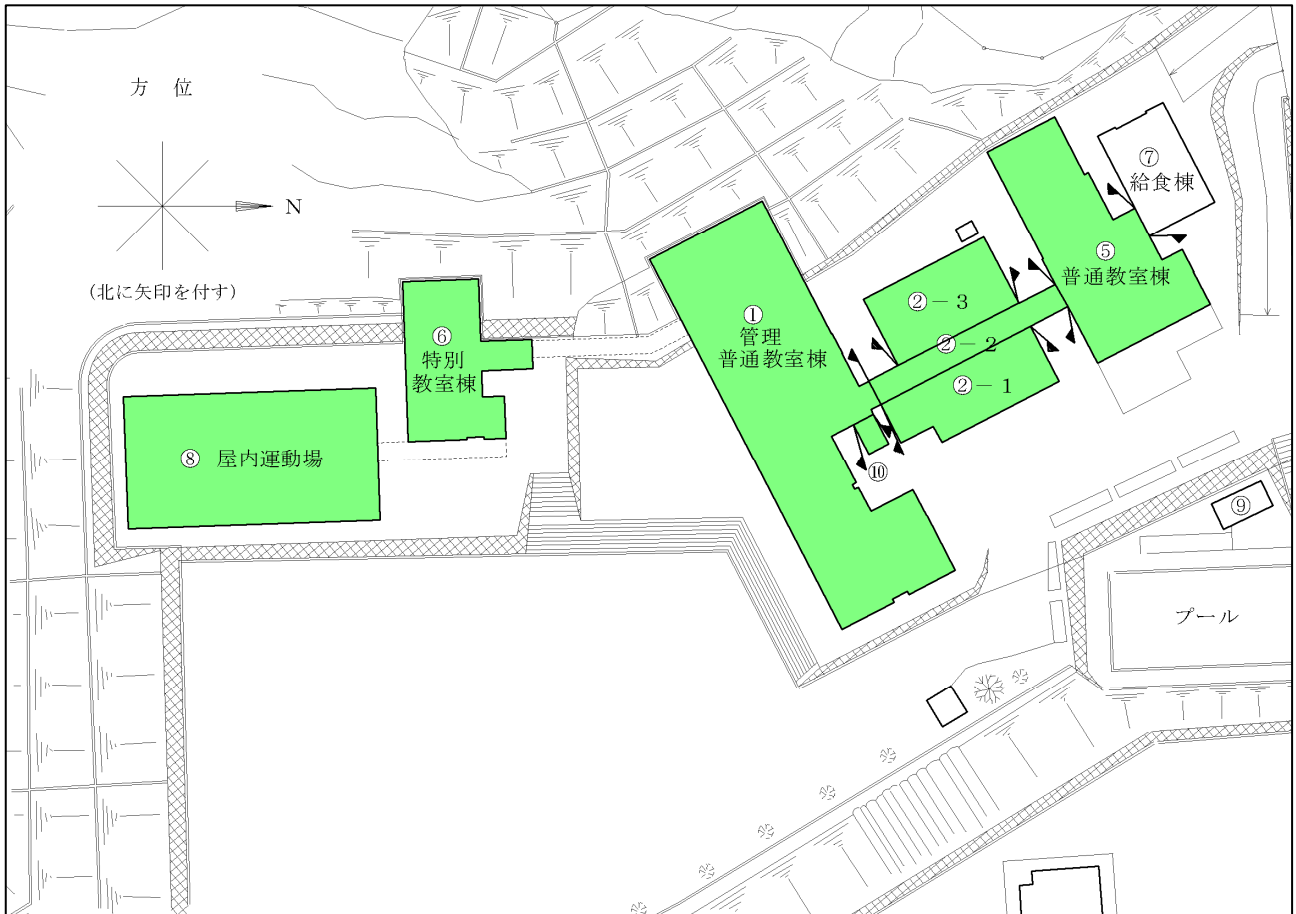 方 位
N
(北に矢印を付す)
⑦
給食棟
⑤
普通教室棟
②-3
①
管理
普通教室棟
②-2
⑥
特別
教室棟
②-1
⑧ 屋内運動場
⑩
⑨
プール